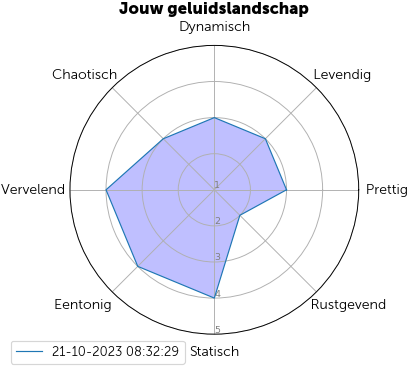 Jouw geluidslandschap
Dynamisch
Chaotisch
Levendig
Vervelend
1
Prettig
2
3
4
Eentonig
Rustgevend
5
21-10-2023 08:32:29
Statisch